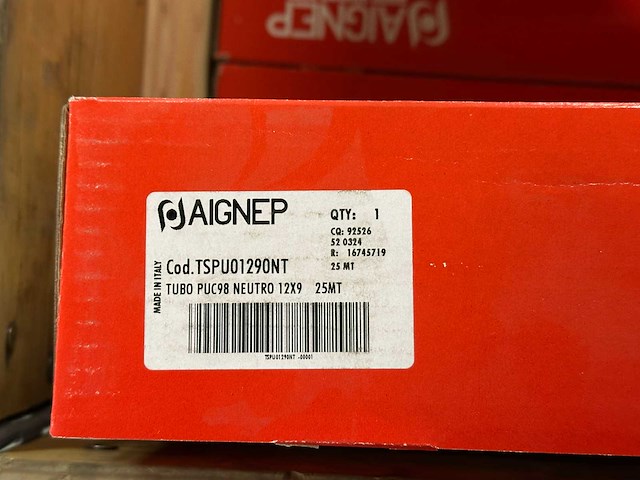 AIGNEP
AIGNEP
QTY: 1
CQ: 92526
52 0324
R: 16745719
25 MT
Cod.TSPU01290NT
TUBO PUC98 NEUTRO 12X9 25MT
MADE IN ITALY
TSPU01290NT -00001